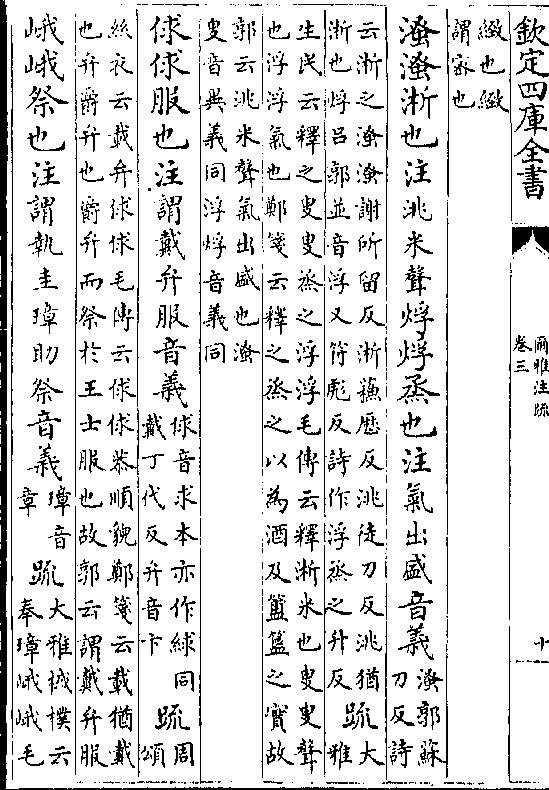 欽定四庫全書
爾雅注疏
卷三
十
緻也緻
謂密也
溞溞淅也注洮米聲烰烰烝也注氣出盛音義
溞郭蘇
刀反詩
云淅之溞溞謝所留反淅蘇歷反洮徒刀反洮猶
淅也烰呂郭並音浮又符彪反詩作浮烝之升反
疏
大
雅
生民云釋之叟叟烝之浮浮毛傳云釋淅米也叟叟聲
也浮浮氣也鄭箋云釋之烝之以為酒及簠簋之實故
郭云洮米聲氣出盛也溞
叟音異義同浮烰音義同
俅俅服也注謂戴弁服音義
俅音求本亦作絿同
戴丁代反弁音卞
疏
周
頌
絲衣云載弁俅俅毛傳云俅俅恭順貌鄭箋云載猶戴
也弁爵弁也爵弁而祭於王士服也故郭云謂戴弁服
峨峨祭也注謂執圭璋助祭音義
璋音
章
疏
大雅棫樸云
奉璋峨峨毛